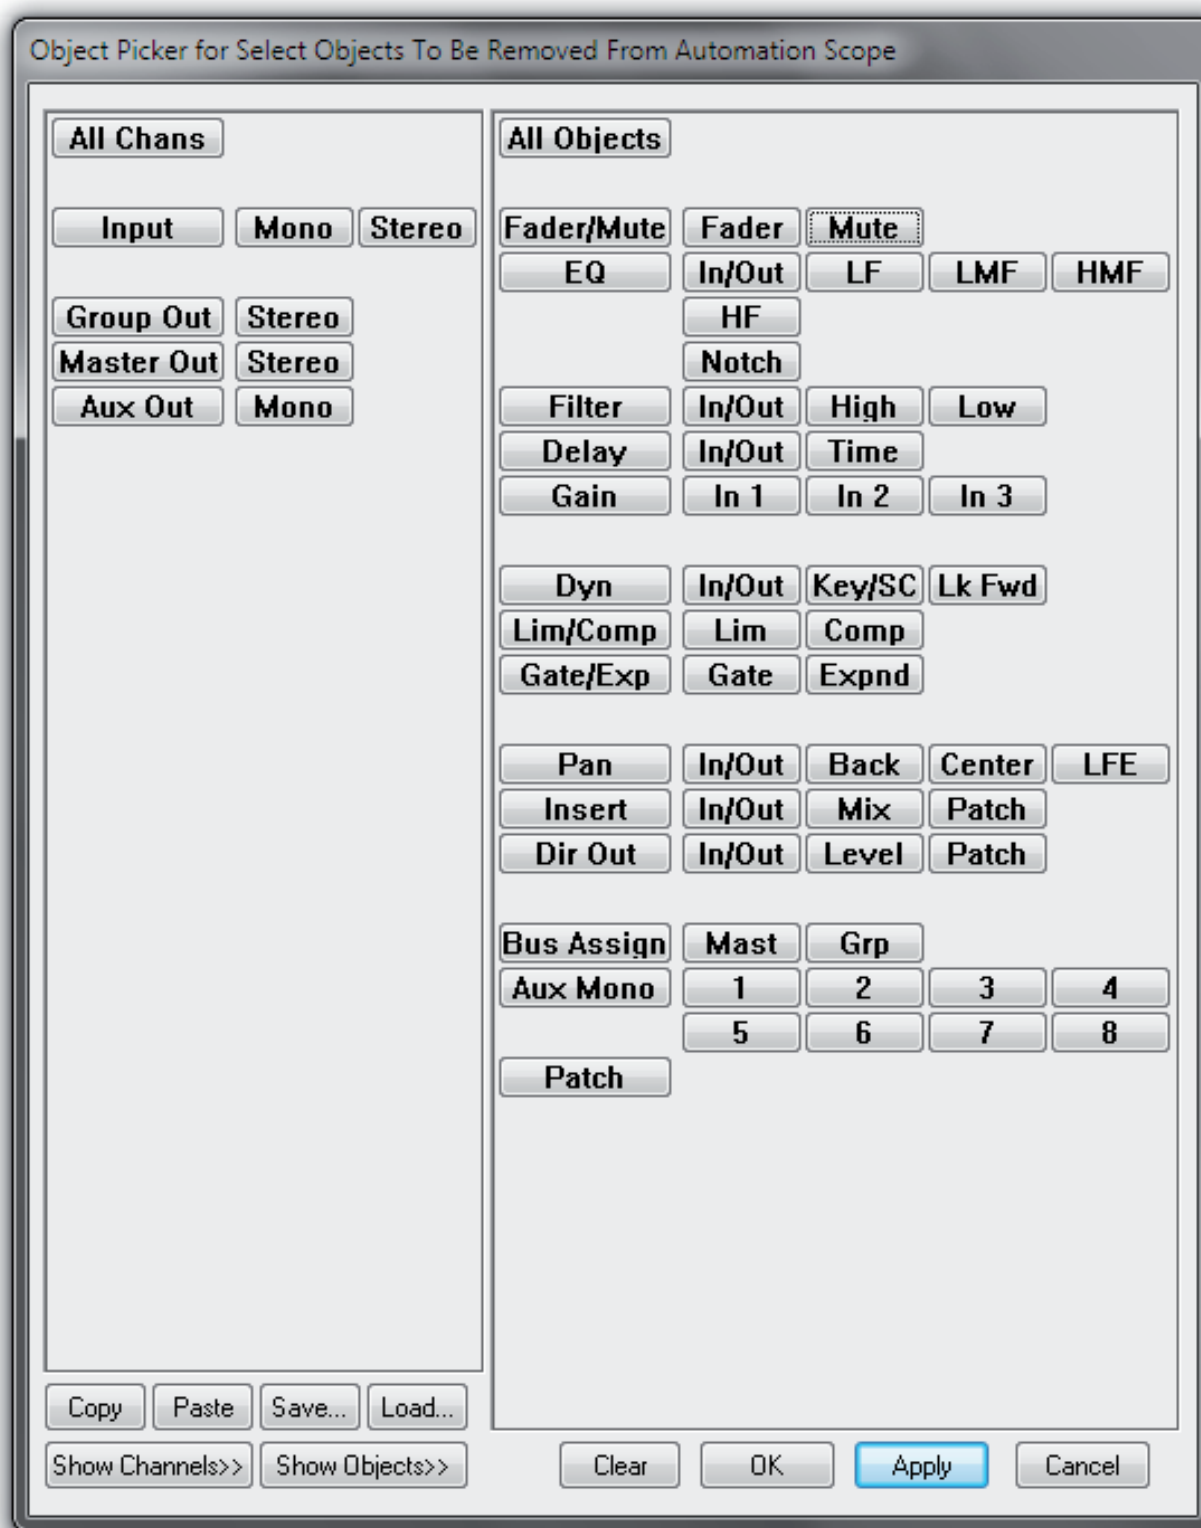 Object Picker for Select Objects To Be Removed From Automation Scope
All Chans
Input Mono Stereo
Group Out Stereo
Master Out Stereo
Aux Out Mono
All Objects
Fader/Mute Fader Mute
EQ In/Out LF LMF HMF
HF
Notch
Filter In/Out High Low
Delay In/Out Time
Gain In 1 In 2 In 3
Dyn In/Out Key/SC Lk Fwd
Lim/Comp Lim Comp
Gate/Exp Gate Expnd
Pan In/Out Back Center LFE
Insert In/Out Mix Patch
Dir Out In/Out Level Patch
Bus Assign Mast Grp
Aux Mono 1 2 3 4
5 6 7 8
Patch
Copy Paste Save... Load...
Show Channels>> Show Objects>> Clear OK Apply Cancel